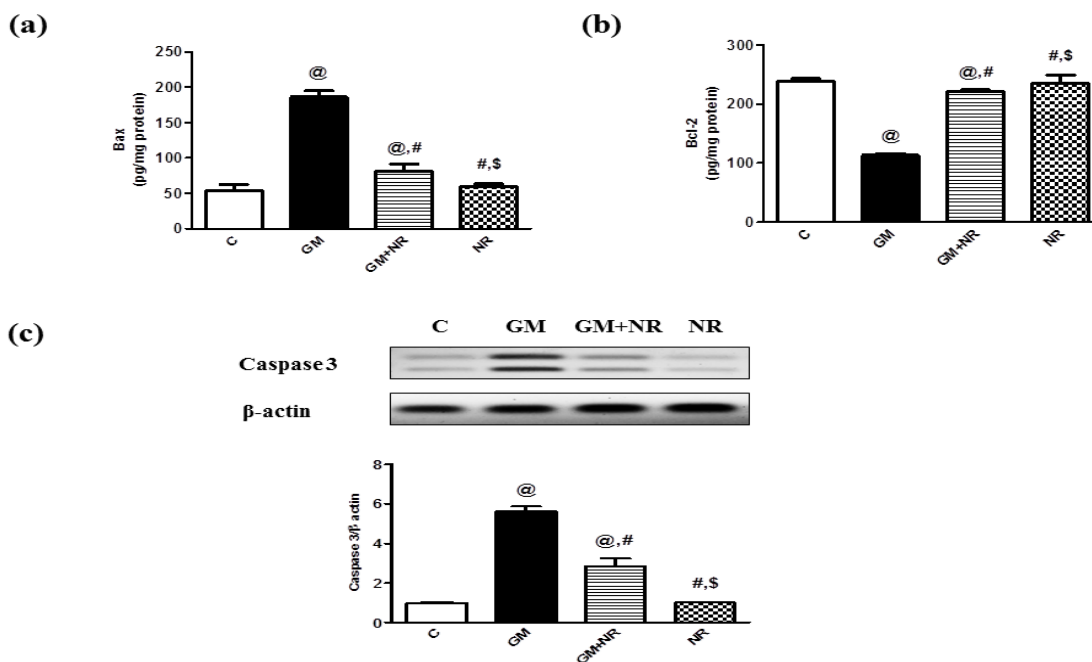 (a)
Bax
(pg/mg protein)
250
200
150
100
50
0
@
@,#
#,$
C
GM
GM+NR
NR
(b)
Bcl-2
(pg/mg protein)
300
200
100
0
@
@,#
#,$
C
GM
GM+NR
NR
(c)
C GM GM+NR NR
Caspase 3
β-actin
Caspase 3/β actin
8
6
4
2
0
@
@,#
#,$
C
GM
GM+NR
NR